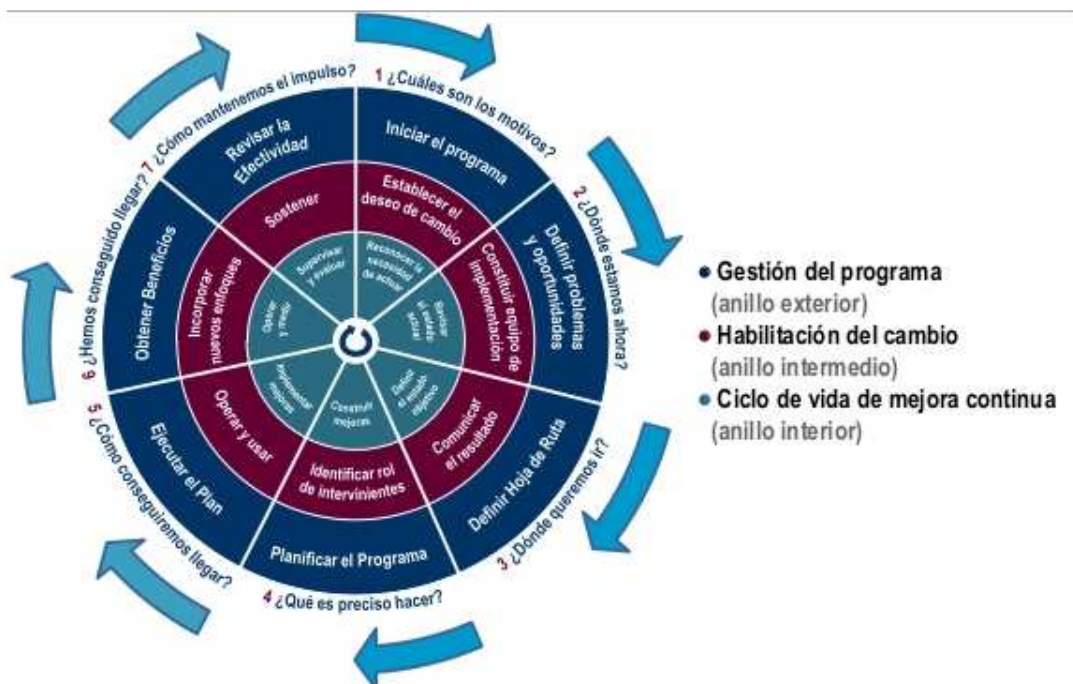 1 ¿Cuáles son los motivos?
Iniciar el programa
Establecer el
deseo de cambio
Reconocer la
necesidad
de actuar
2 ¿Dónde estamos ahora?
Definir problemas
y oportunidades
Constituir equipo de
implementación
Revisar
el estado
actual
3 ¿Dónde queremos ir?
Definir Hoja de Ruta
Comunicar
el resultado
Definir
el estado
objetivo
4 ¿Qué es preciso hacer?
Planificar el Programa
Identificar rol
de intervinientes
Construir
mejoras
5 ¿Cómo conseguiremos llegar?
Ejecutar el Plan
Operar y usar
Implementar
mejoras
6 ¿Hemos conseguido llegar?
Obtener Beneficios
Incorporar
nuevos enfoques
Operar
y medir
7 ¿Cómo mantenemos el impulso?
Revisar la
Efectividad
Sostener
Supervisar
y evaluar
Gestión del programa
(anillo exterior)
Habilitación del cambio
(anillo intermedio)
Ciclo de vida de mejora continua
(anillo interior)